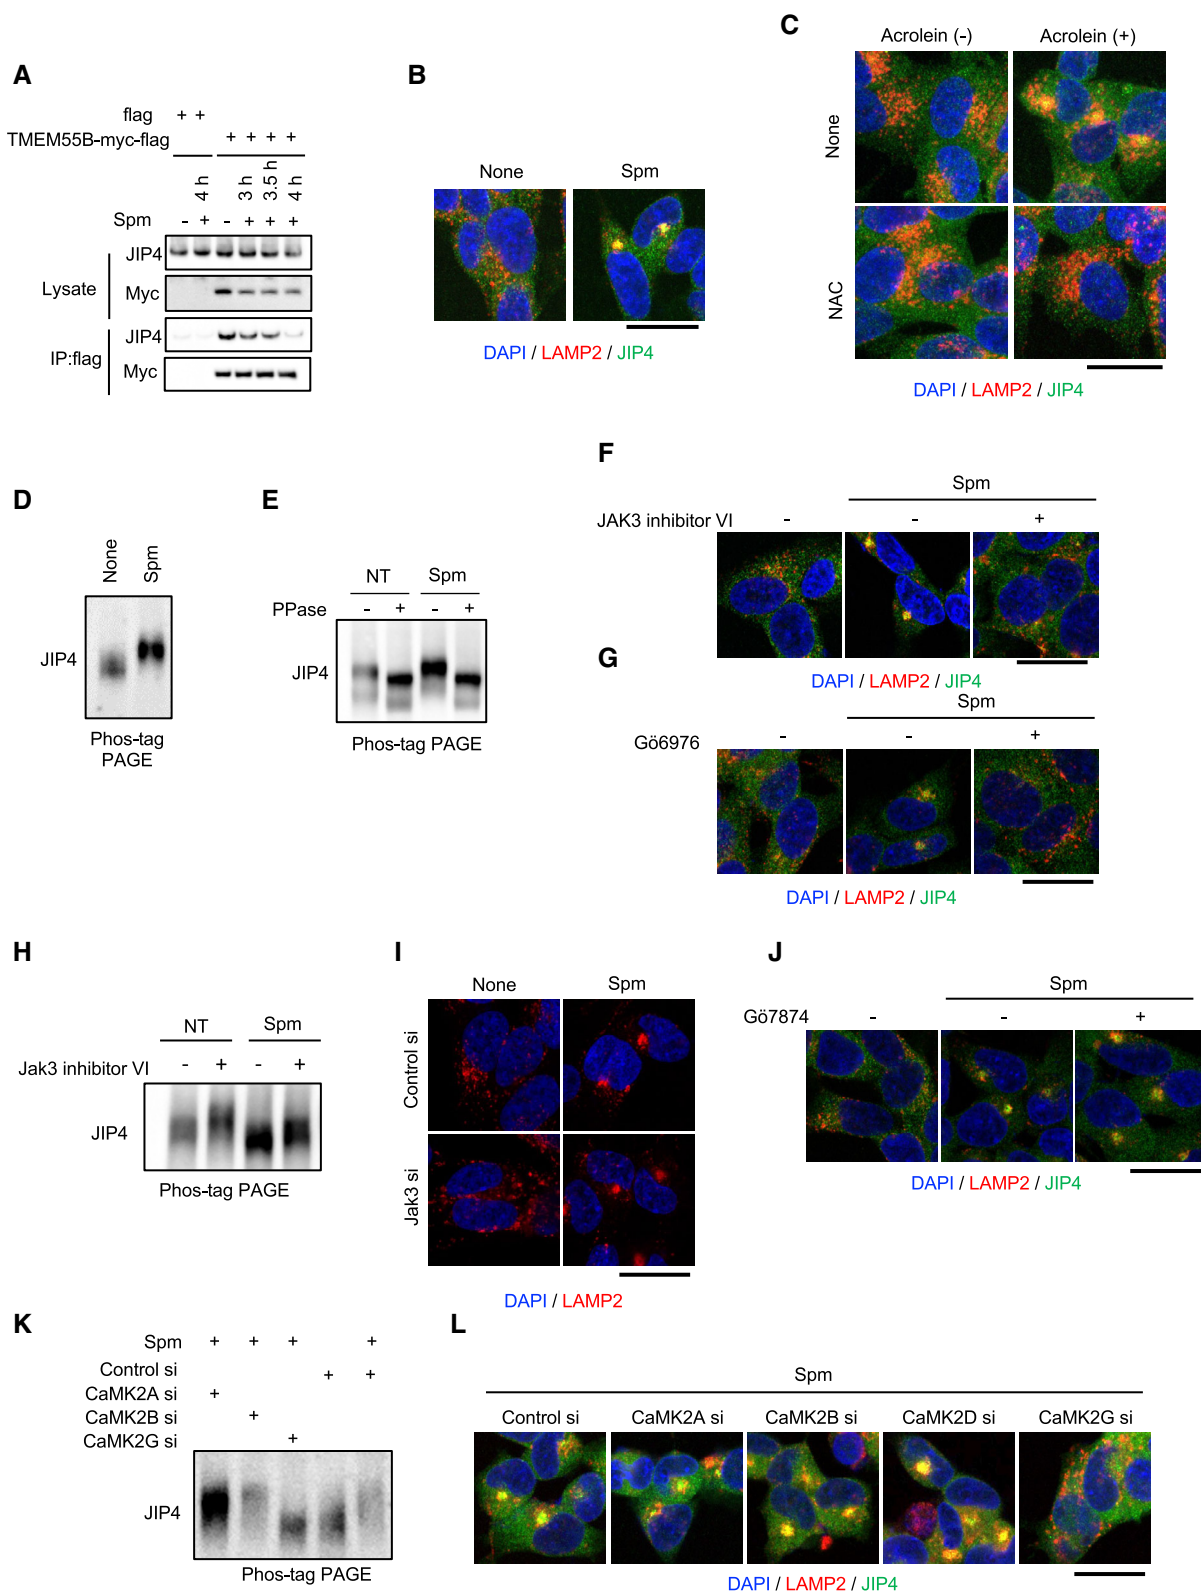 A
flag + +
TMEM55B-myc-flag + + + +
4 h 3 h 3.5 h 4 h
Spm - + - + + +
Lysate
JIP4
Myc
IP:flag
JIP4
Myc
B
None Spm
DAPI / LAMP2 / JIP4
C
Acrolein (-) Acrolein (+)
None
NAC
DAPI / LAMP2 / JIP4
D
None Spm
JIP4
Phos-tag
PAGE
E
NT Spm
PPase - + - +
JIP4
Phos-tag PAGE
F
Spm
JAK3 inhibitor VI - - +
DAPI / LAMP2 / JIP4
G
Spm
Gö6976 - - +
DAPI / LAMP2 / JIP4
H
NT Spm
Jak3 inhibitor VI - + - +
JIP4
Phos-tag PAGE
I
None Spm
Control si
Jak3 si
DAPI / LAMP2
J
Spm
Gö7874 - - +
DAPI / LAMP2 / JIP4
K
Spm + + + +
Control si + +
CaMK2A si +
CaMK2B si +
CaMK2G si +
JIP4
Phos-tag PAGE
L
Spm
Control si CaMK2A si CaMK2B si CaMK2D si CaMK2G si
DAPI / LAMP2 / JIP4